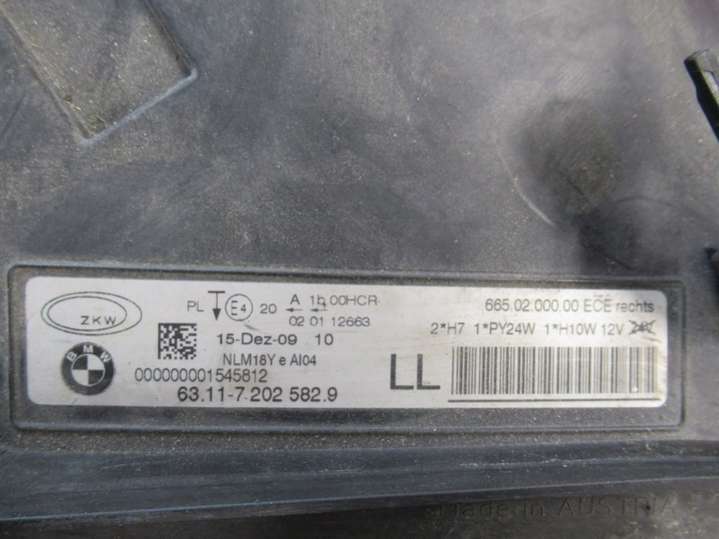 ZKW
PL E4 20 A 1b 00HCR
02 01 12663
665.02.000.00 ECE rechts
2*H7 1*PY24W 1*H10W 12V 24V
15-Dez-09 10
NLM18Y e AI04
BMW
000000001545812
63.11-7 202 582.9
LL
made in AUSTRIA